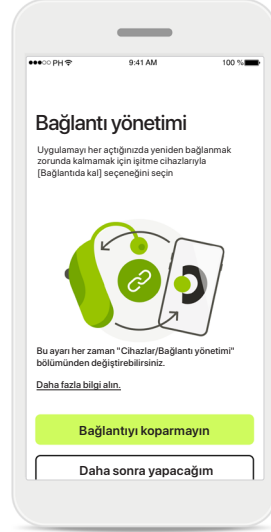 PH
9:41 AM
100 %
Bağlantı yönetimi
Uygulamayı her açtığınızda yeniden bağlanmak
zorunda kalmamak için işitme cihazlarıyla
[Bağlantıda kal] seçeneğini seçin
Bu ayarı her zaman "Cihazlar/Bağlantı yönetimi"
bölümünden değiştirebilirsiniz.
Daha fazla bilgi alın.
Bağlantıyı koparmayın
Daha sonra yapacağım